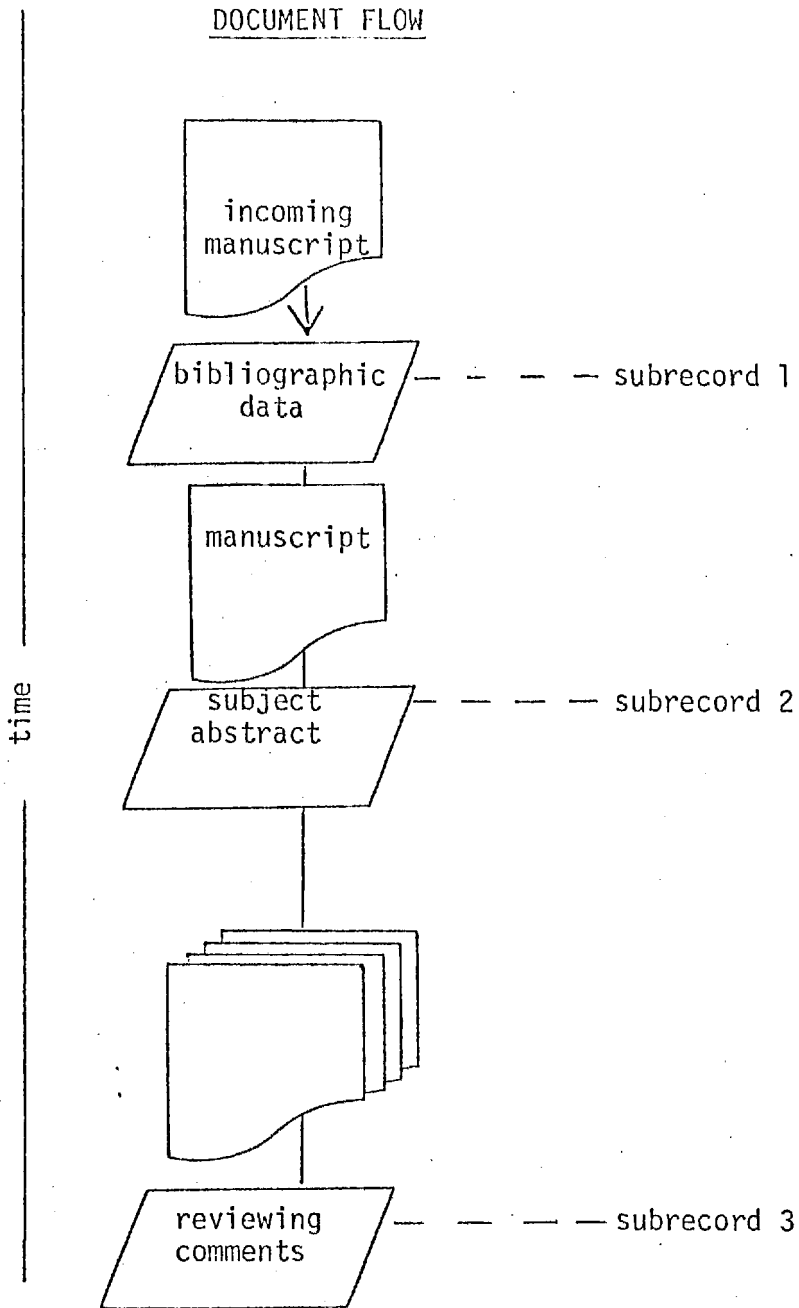 DOCUMENT FLOW
incoming
manuscript
bibliographic
data
subrecord 1
manuscript
time
subject
abstract
subrecord 2
reviewing
comments
subrecord 3